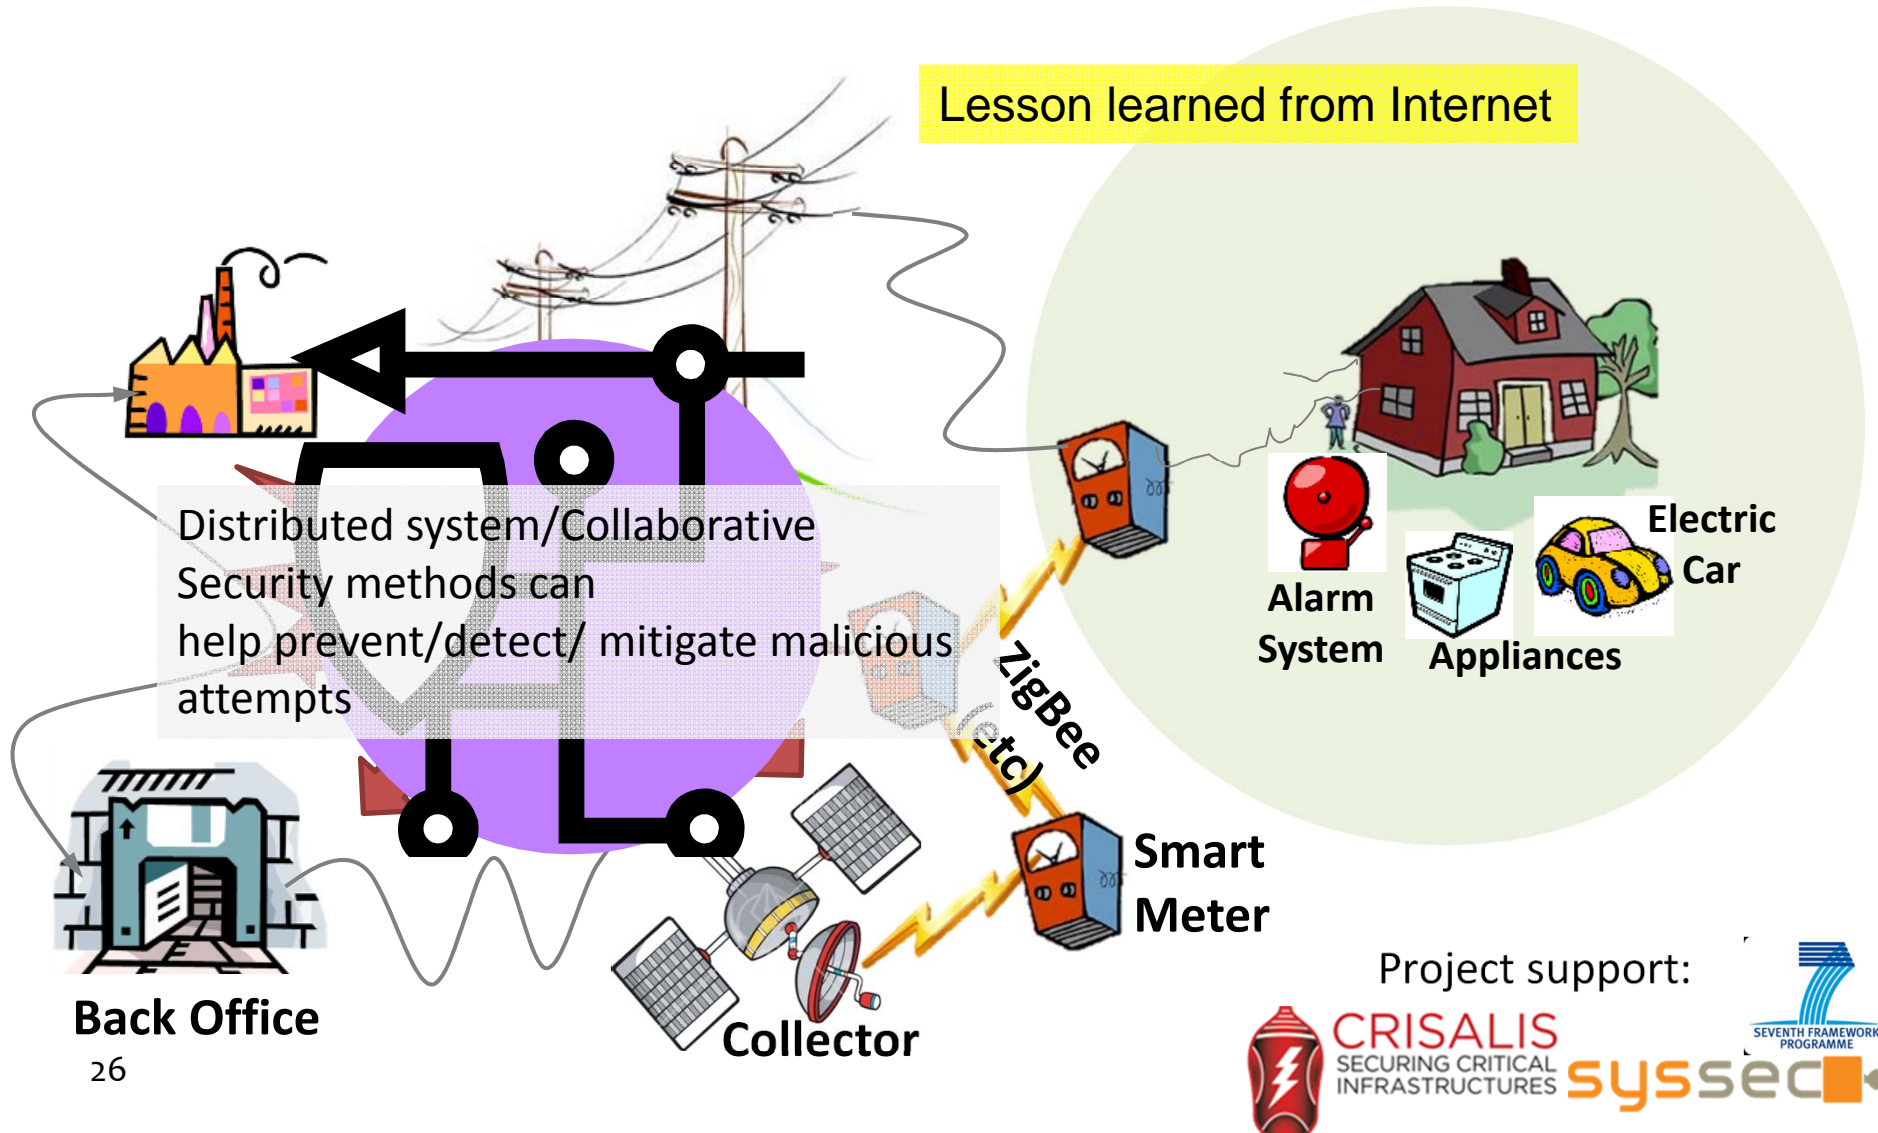 Lesson learned from Internet
Distributed system/Collaborative
Security methods can
help prevent/detect/ mitigate malicious
attempts
ZigBee
(etc)
Alarm
System
Appliances
Electric
Car
Smart
Meter
Collector
Back Office
26
Project support:
CRISALIS
SECURING CRITICAL
INFRASTRUCTURES
SEVENTH FRAMEWORK
PROGRAMME
syssec